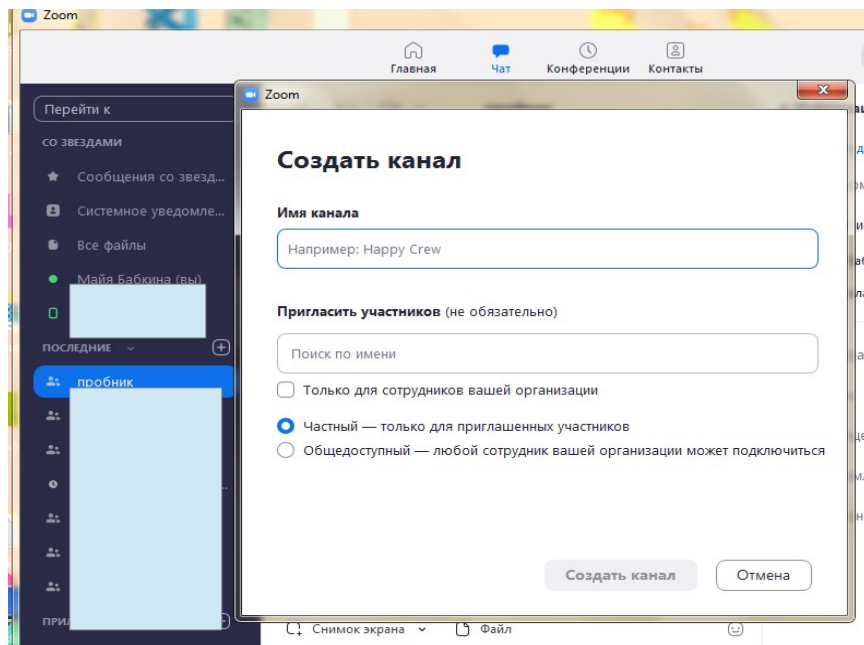 Zoom
Главная
Чат
Конференции
Контакты
Перейти к
СО ЗВЕЗДАМИ
Сообщения со звезд...
Системное уведомле...
Все файлы
Майя Бабкина (вы)
ПОСЛЕДНИЕ
пробник
Zoom
Создать канал
Имя канала
Например: Happy Crew
Пригласить участников (не обязательно)
Поиск по имени
Только для сотрудников вашей организации
Частный — только для приглашенных участников
Общедоступный — любой сотрудник вашей организации может подключиться
Создать канал
Отмена
Снимок экрана
Файл